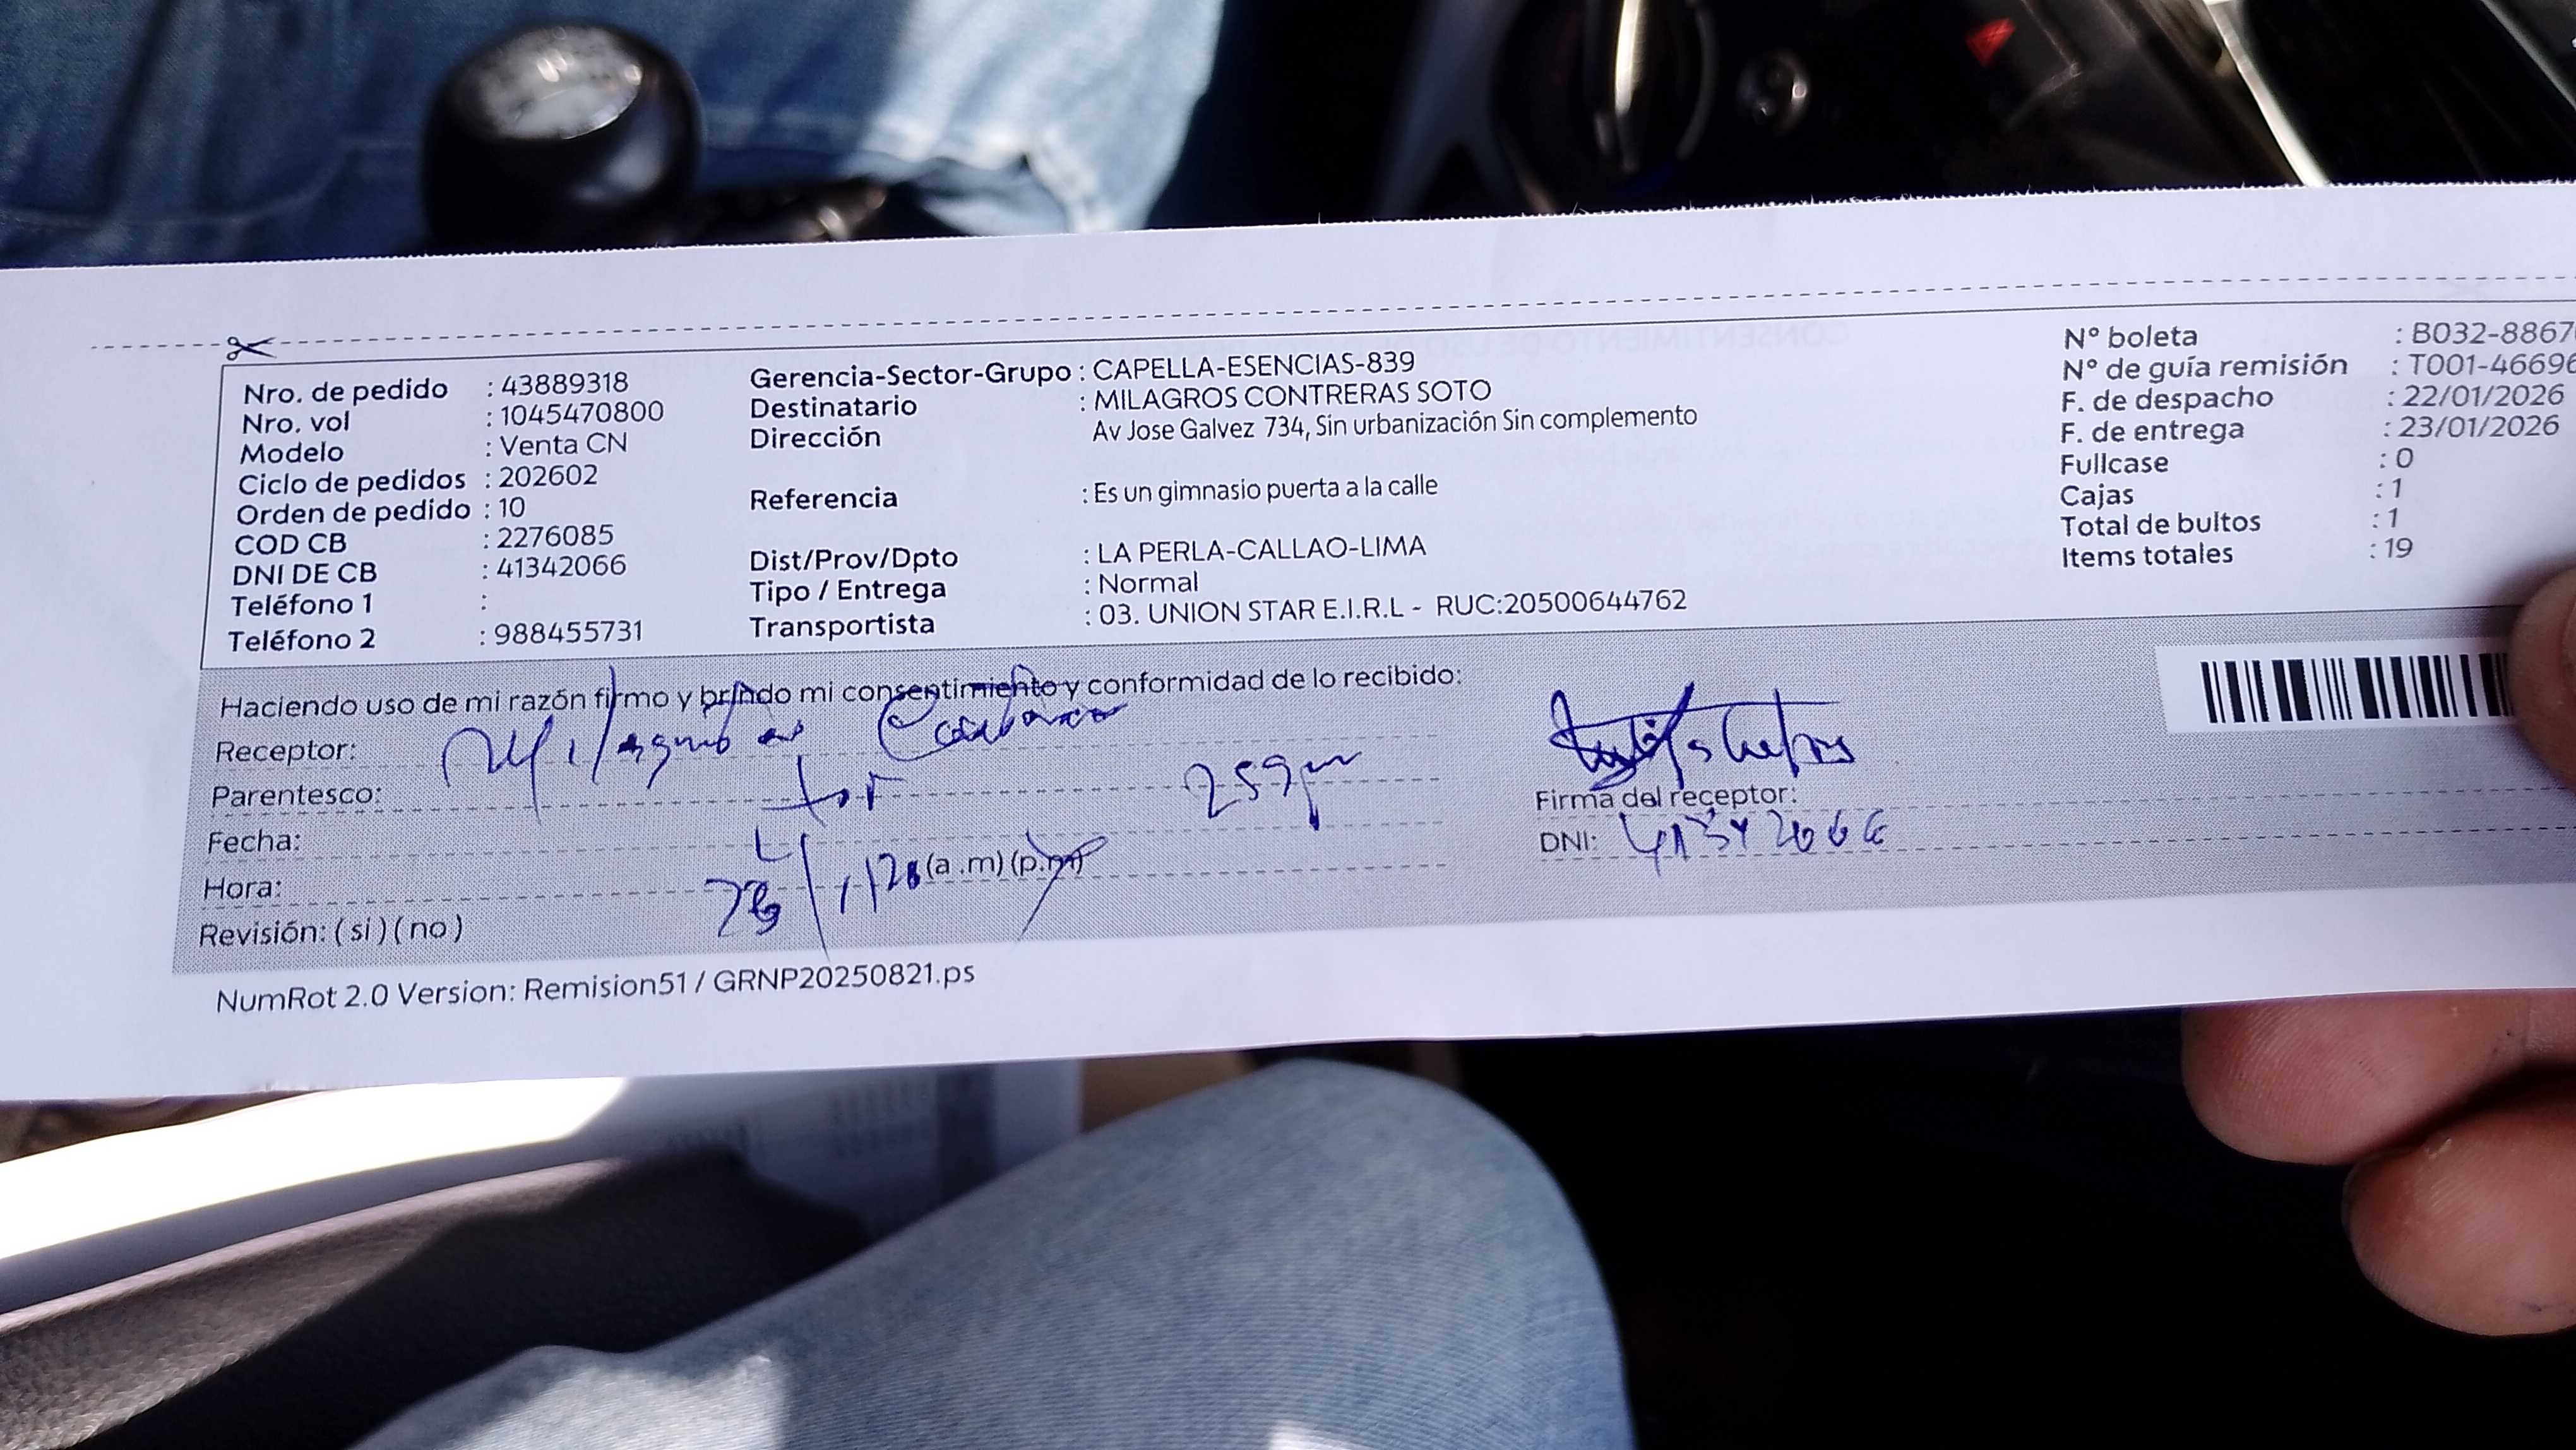 Nro. de pedido : 43889318
Nro. vol : 1045470800
Modelo : Venta CN
Ciclo de pedidos : 202602
Orden de pedido : 10
COD CB : 2276085
DNI DE CB : 41342066
Teléfono 1 :
Teléfono 2 : 988455731
Gerencia-Sector-Grupo : CAPELLA-ESENCIAS-839
Destinatario : MILAGROS CONTRERAS SOTO
Dirección Av Jose Galvez 734, Sin urbanización Sin complemento
Referencia : Es un gimnasio puerta a la calle
Dist/Prov/Dpto : LA PERLA-CALLAO-LIMA
Tipo / Entrega : Normal
Transportista : 03. UNION STAR E.I.R.L - RUC:20500644762
N° boleta : B032-8867
N° de guía remisión : T001-46696
F. de despacho : 22/01/2026
F. de entrega : 23/01/2026
Fullcase : 0
Cajas : 1
Total de bultos : 1
Items totales : 19
Haciendo uso de mi razón firmo y brindo mi consentimiento y conformidad de lo recibido:
Receptor:
Parentesco:
Fecha:
Hora: (a .m) (p.m)
Revisión: ( si ) ( no )
Firma del receptor:
DNI: 41342066
NumRot 2.0 Version: Remision51 / GRNP20250821.ps